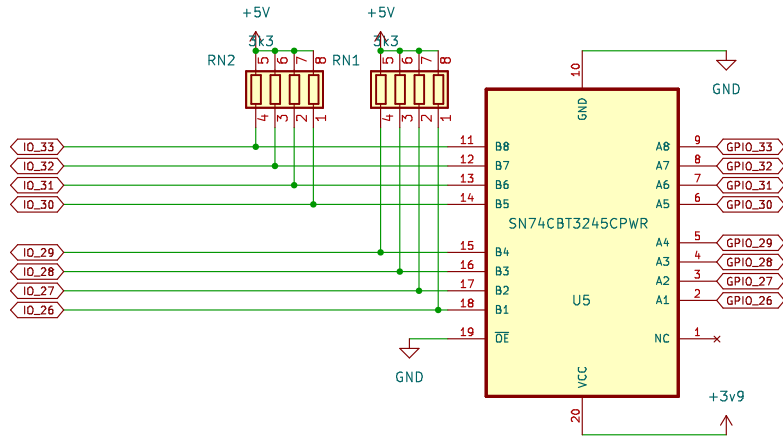 +5V +5V
3k3 3k3
RN2 RN1
5 6 7 8 5 6 7 8
4 3 2 1 4 3 2 1
10 GND
GND
IO_33 11 B8 A8 9 GPIO_33
IO_32 12 B7 A7 8 GPIO_32
IO_31 13 B6 A6 7 GPIO_31
IO_30 14 B5 A5 6 GPIO_30
SN74CBT3245CPWR
IO_29 15 B4 A4 5 GPIO_29
IO_28 16 B3 A3 4 GPIO_28
IO_27 17 B2 A2 3 GPIO_27
IO_26 18 B1 A1 2 GPIO_26
U5
19 OE NC 1
GND
VCC
20
+3v9